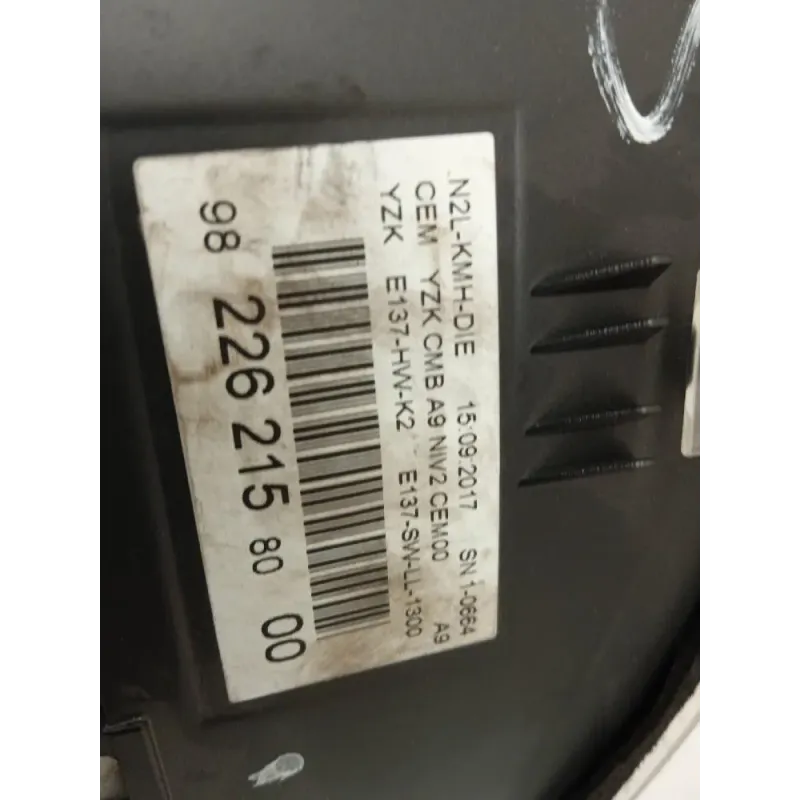 _N2L-KMH-DIE 15:09:2017 SN 1-0664
CEM YZK CMB A9 NIV2 CEM00 A9
YZK E137-HW-K2 E137-SW-LL-1300
98 226 215 80 00